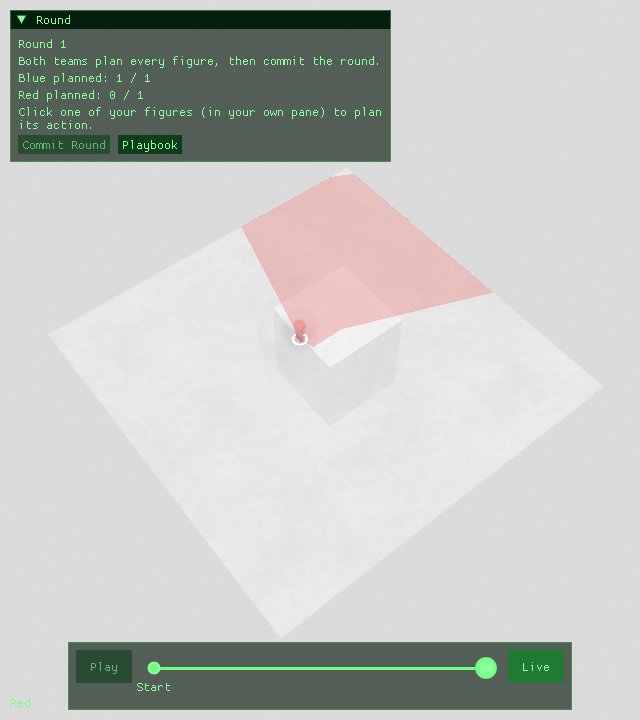 Round
Round 1
Both teams plan every figure, then commit the round.
Blue planned: 1 / 1
Red planned: 0 / 1
Click one of your figures (in your own pane) to plan
its action.
Commit Round Playbook
Play Live
Start
Red